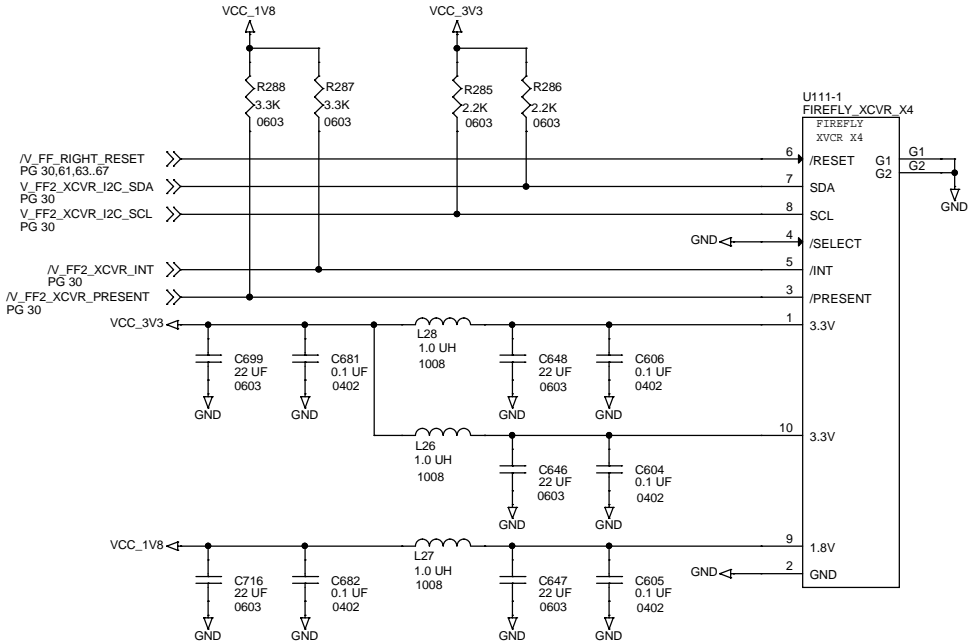 VCC_1V8
VCC_3V3
R288
3.3K
0603
R287
3.3K
0603
R285
2.2K
0603
R286
2.2K
0603
U111-1
FIREFLY_XCVR_X4
FIREFLY
XVCR X4
/V_FF_RIGHT_RESET
PG 30,61,63..67
6
/RESET
G1
G1
G2
G2
GND
V_FF2_XCVR_I2C_SDA
PG 30
7
SDA
V_FF2_XCVR_I2C_SCL
PG 30
8
SCL
GND
4
/SELECT
/V_FF2_XCVR_INT
PG 30
5
/INT
/V_FF2_XCVR_PRESENT
PG 30
3
/PRESENT
VCC_3V3
1
3.3V
L28
1.0 UH
1008
C699
22 UF
0603
GND
C681
0.1 UF
0402
GND
C648
22 UF
0603
GND
C606
0.1 UF
0402
GND
10
3.3V
L26
1.0 UH
1008
C646
22 UF
0603
GND
C604
0.1 UF
0402
GND
VCC_1V8
9
1.8V
L27
1.0 UH
1008
GND
2
GND
C716
22 UF
0603
GND
C682
0.1 UF
0402
GND
C647
22 UF
0603
GND
C605
0.1 UF
0402
GND